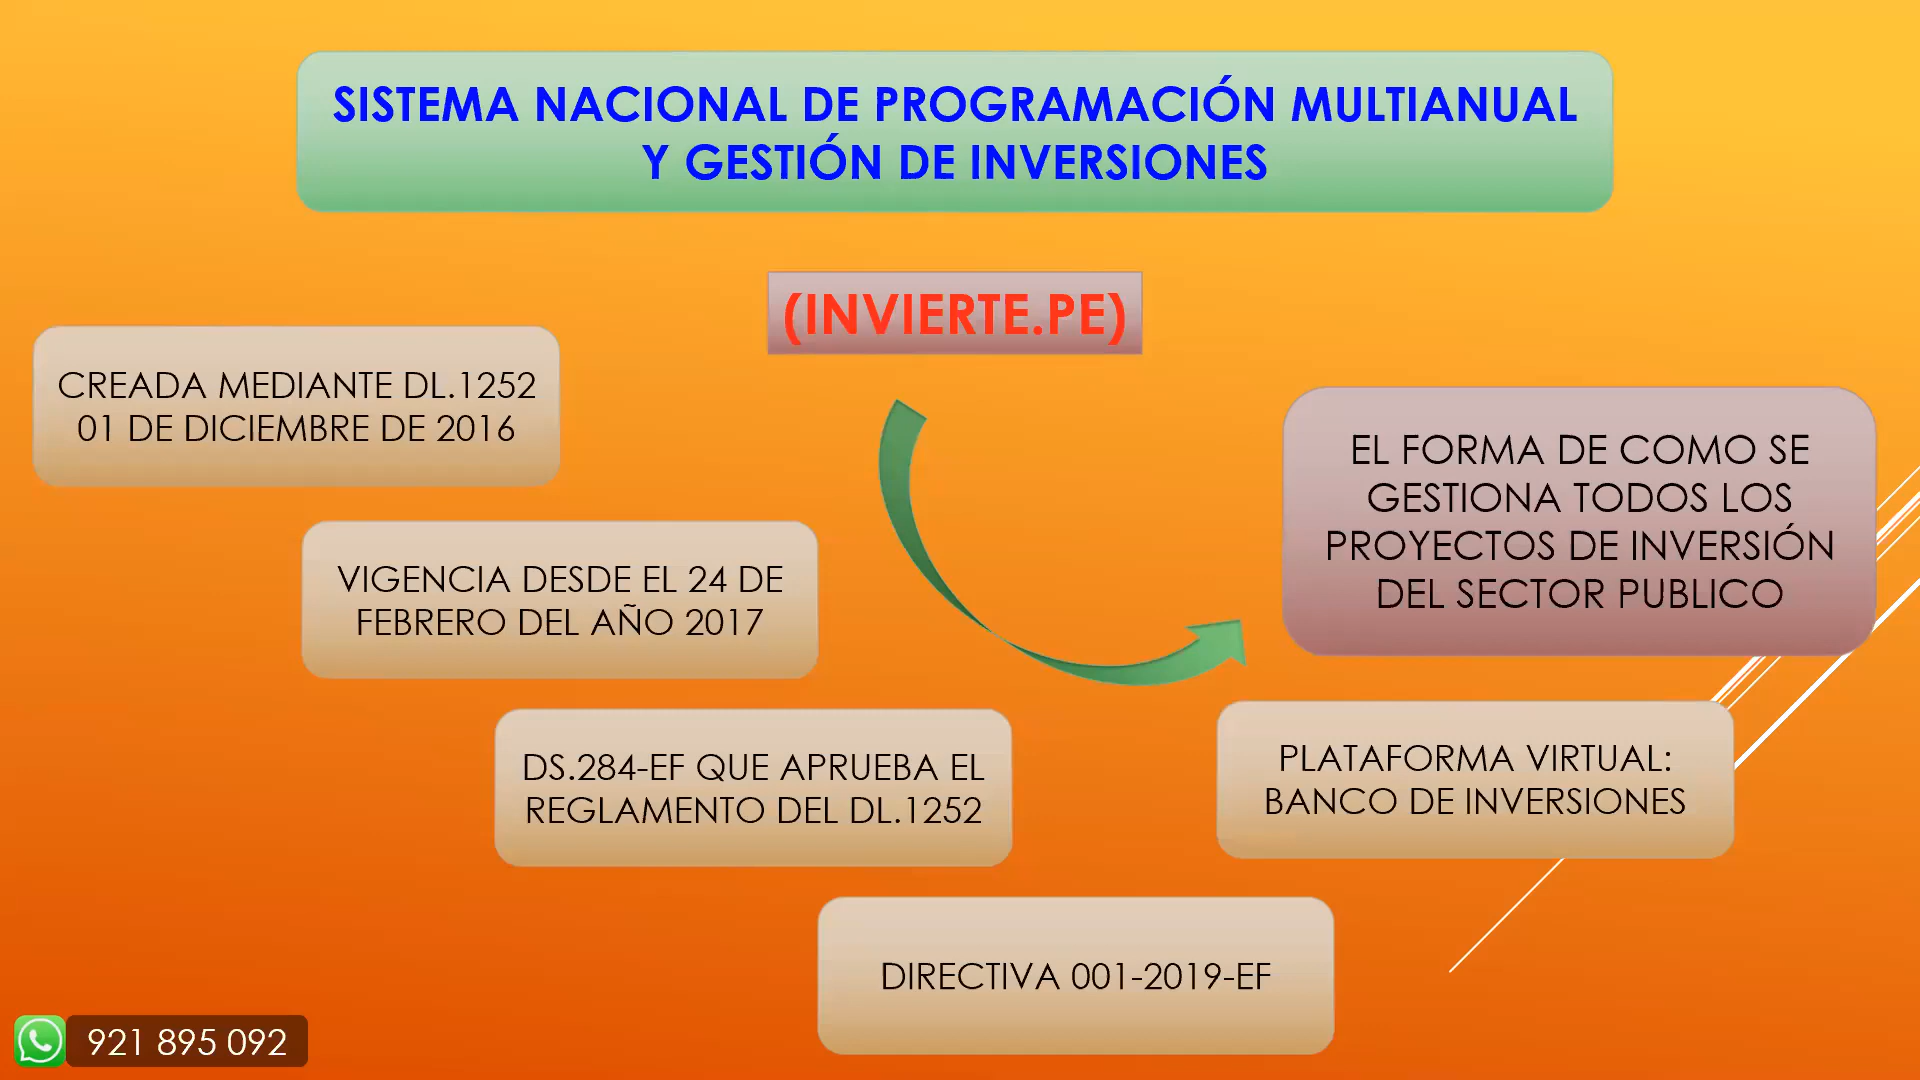 SISTEMA NACIONAL DE PROGRAMACIÓN MULTIANUAL
Y GESTIÓN DE INVERSIONES
(INVIERTE.PE)
CREADA MEDIANTE DL.1252
01 DE DICIEMBRE DE 2016
VIGENCIA DESDE EL 24 DE
FEBRERO DEL AÑO 2017
DS.284-EF QUE APRUEBA EL
REGLAMENTO DEL DL.1252
DIRECTIVA 001-2019-EF
EL FORMA DE COMO SE
GESTIONA TODOS LOS
PROYECTOS DE INVERSIÓN
DEL SECTOR PUBLICO
PLATAFORMA VIRTUAL:
BANCO DE INVERSIONES
921 895 092